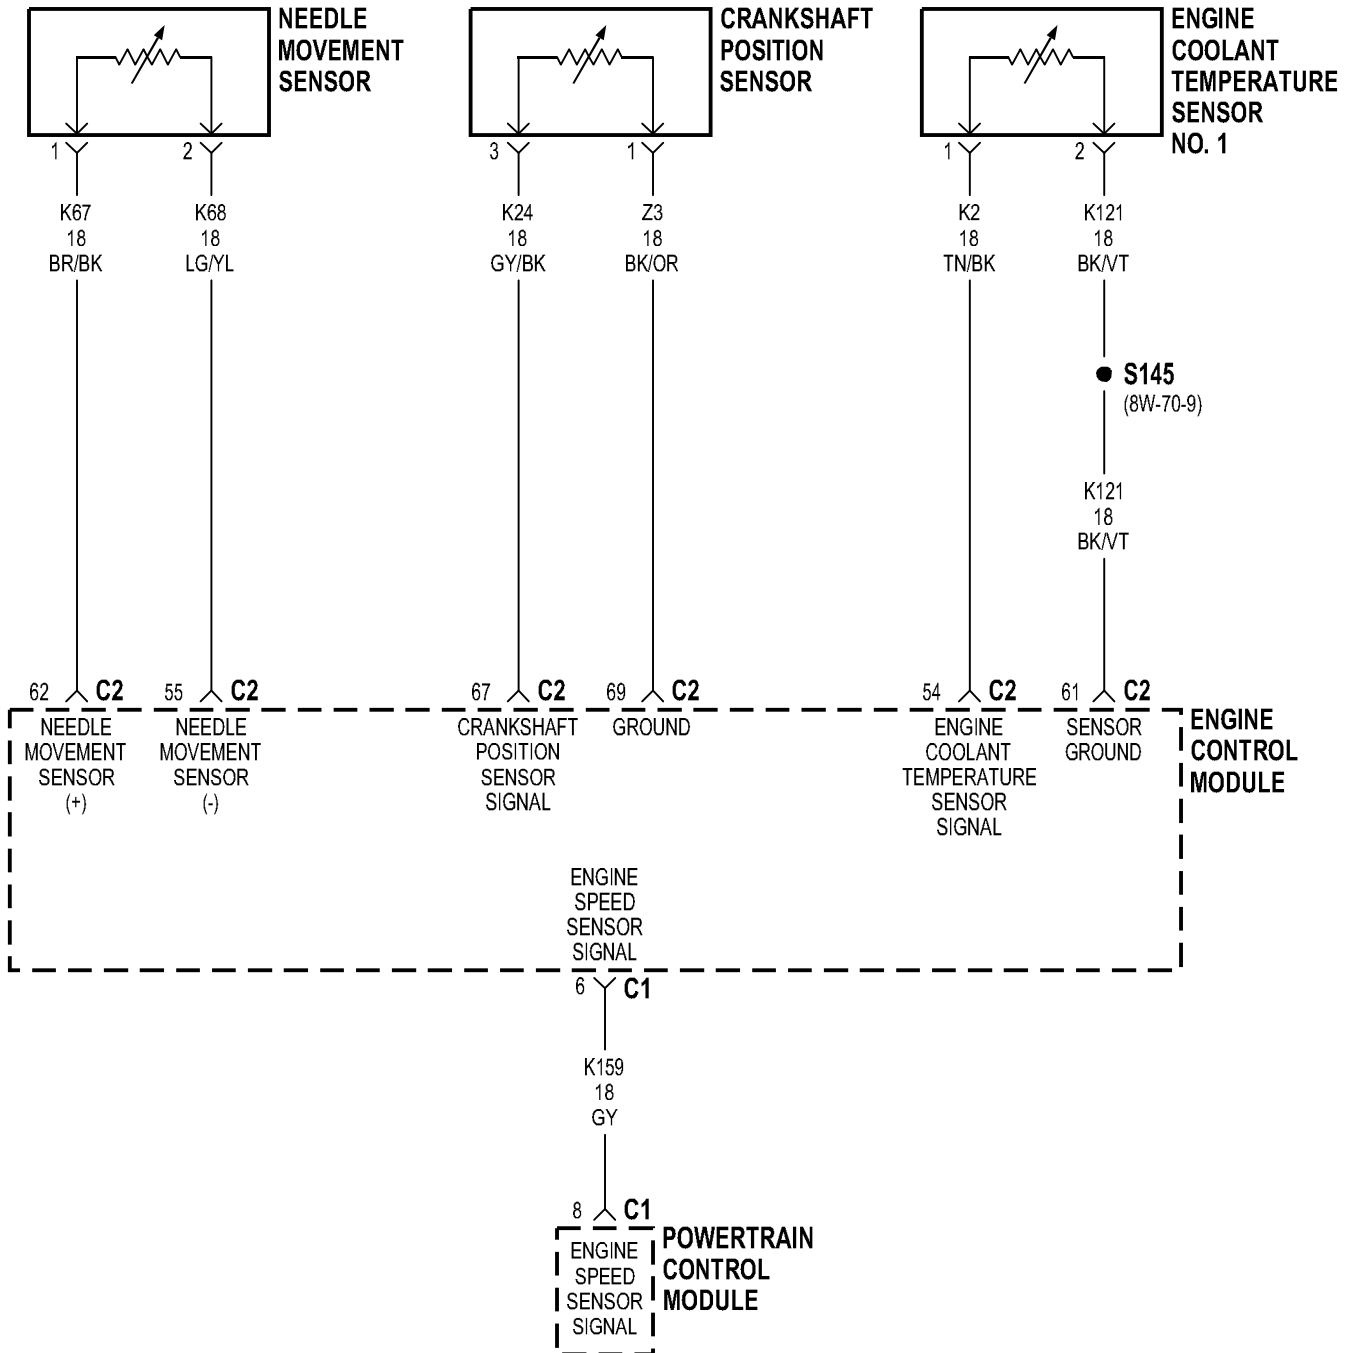 NEEDLE
MOVEMENT
SENSOR
CRANKSHAFT
POSITION
SENSOR
ENGINE
COOLANT
TEMPERATURE
SENSOR
NO. 1
1
2
3
1
1
2
K67
18
BR/BK
K68
18
LG/YL
K24
18
GY/BK
Z3
18
BK/OR
K2
18
TN/BK
K121
18
BK/VT
S145
(8W-70-9)
K121
18
BK/VT
62 C2
55 C2
67 C2
69 C2
54 C2
61 C2
NEEDLE
MOVEMENT
SENSOR
(+)
NEEDLE
MOVEMENT
SENSOR
(-)
CRANKSHAFT
POSITION
SENSOR
SIGNAL
GROUND
ENGINE
COOLANT
TEMPERATURE
SENSOR
SIGNAL
SENSOR
GROUND
ENGINE
CONTROL
MODULE
ENGINE
SPEED
SENSOR
SIGNAL
6 C1
K159
18
GY
8 C1
ENGINE
SPEED
SENSOR
SIGNAL
POWERTRAIN
CONTROL
MODULE